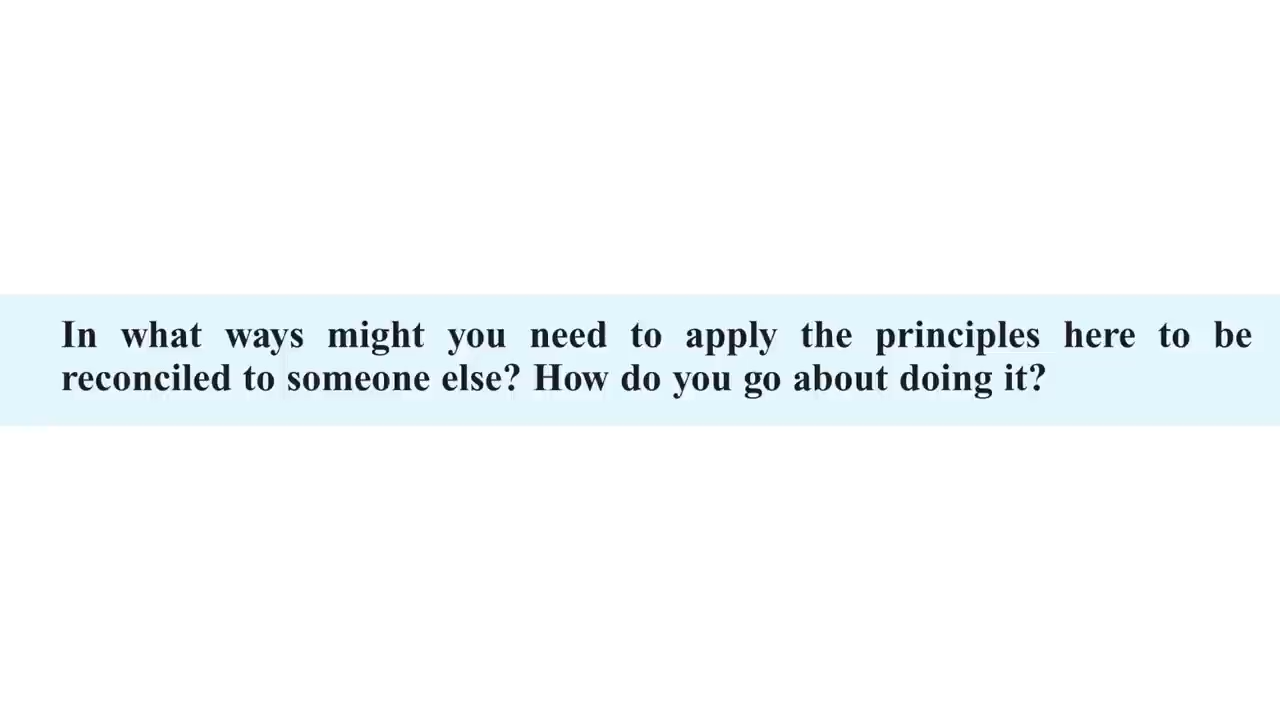 In what ways might you need to apply the principles here to be
reconciled to someone else? How do you go about doing it?